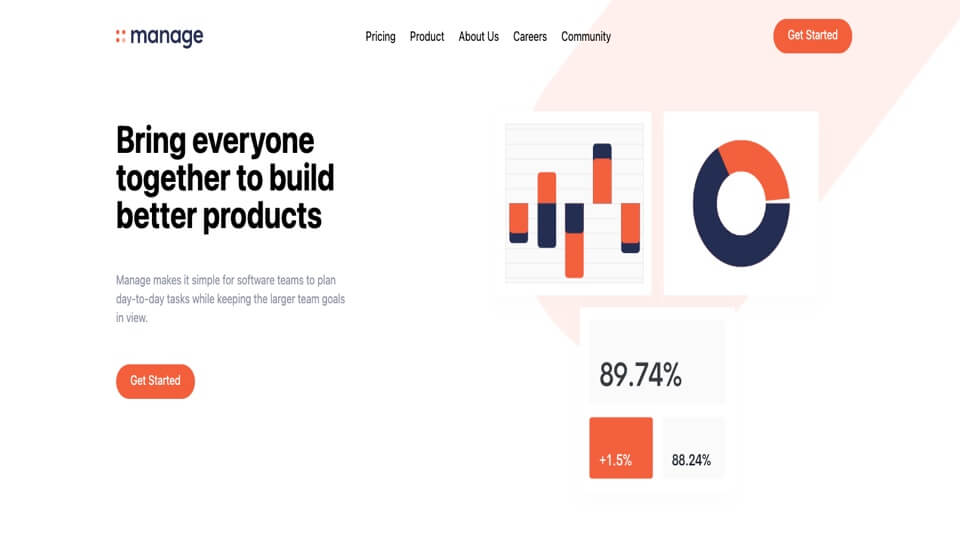 manage
Pricing Product About Us Careers Community
Get Started
Bring everyone
together to build
better products
Manage makes it simple for software teams to plan
day-to-day tasks while keeping the larger team goals
in view.
Get Started
89.74%
+1.5%
88.24%